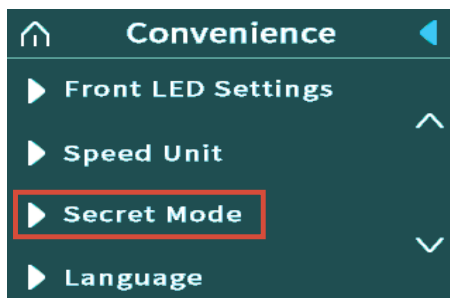 Convenience
Front LED Settings
Speed Unit
Secret Mode
Language